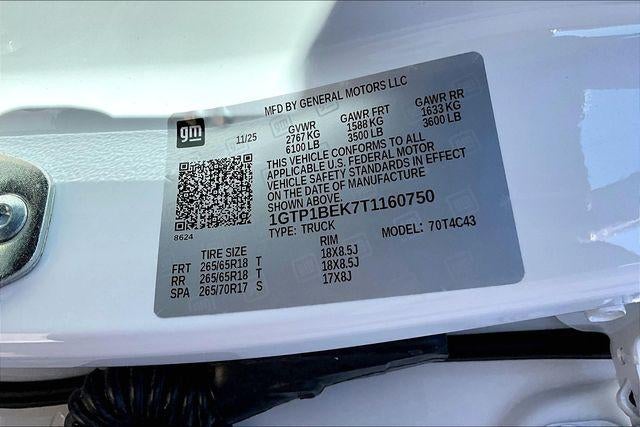 MFD BY GENERAL MOTORS LLC
gm 11/25 GVWR GAWR FRT GAWR RR
2767 KG 1588 KG 1633 KG
6100 LB 3500 LB 3600 LB
THIS VEHICLE CONFORMS TO ALL
APPLICABLE U.S. FEDERAL MOTOR
VEHICLE SAFETY STANDARDS IN EFFECT
ON THE DATE OF MANUFACTURE
SHOWN ABOVE.
1GTP1BEK7T1160750
8624 TYPE: TRUCK MODEL: 70T4C43
TIRE SIZE RIM
FRT 265/65R18 T 18X8.5J
RR 265/65R18 T 18X8.5J
SPA 265/70R17 S 17X8J